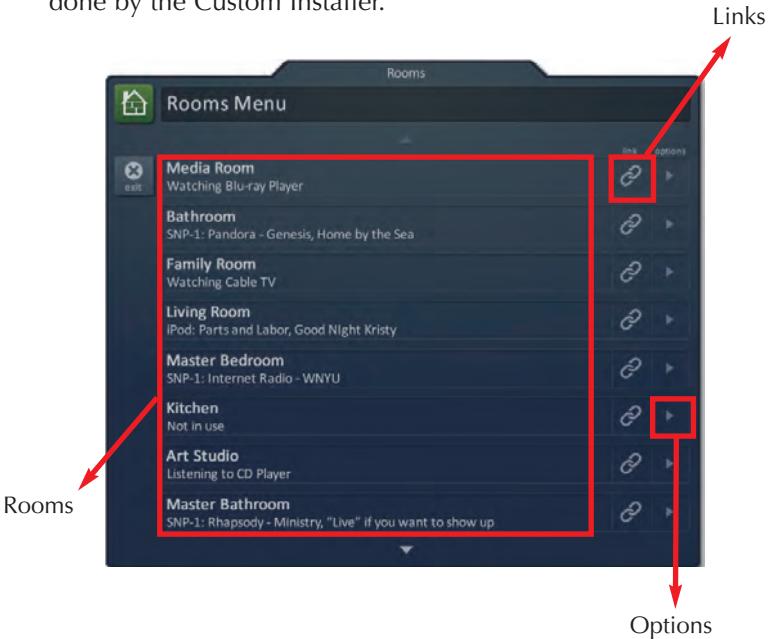 done by the Custom Installer.
Links
Rooms
Rooms Menu
link options
exit
Media Room
Watching Blu-ray Player
Bathroom
SNP-1: Pandora - Genesis, Home by the Sea
Family Room
Watching Cable TV
Living Room
iPod: Parts and Labor, Good NIght Kristy
Master Bedroom
SNP-1: Internet Radio - WNYU
Kitchen
Not in use
Art Studio
Listening to CD Player
Rooms
Master Bathroom
SNP-1: Rhapsody - Ministry, "Live" if you want to show up
Options